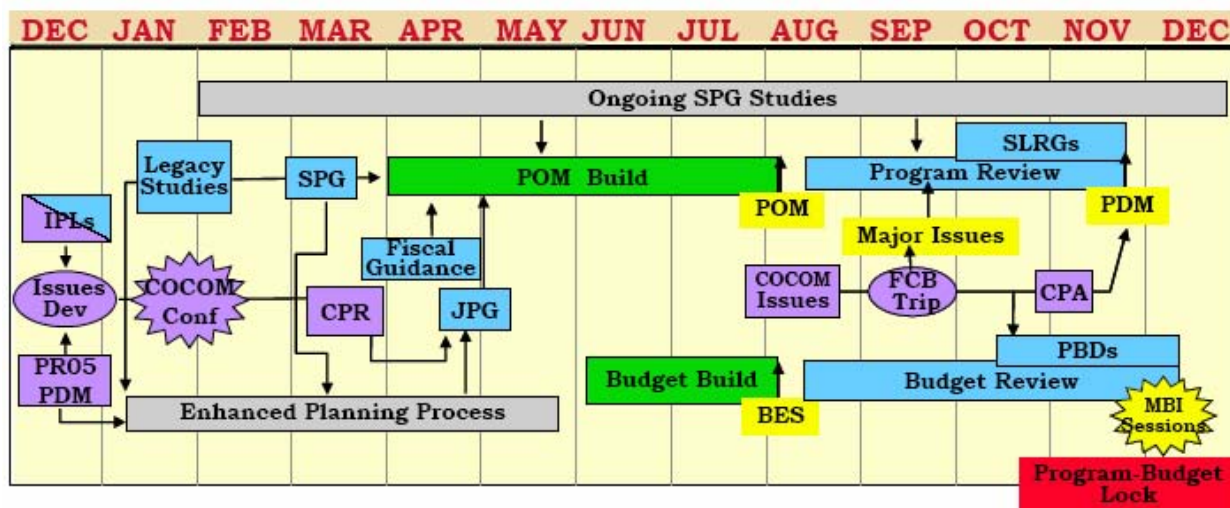 DEC JAN FEB MAR APR MAY JUN JUL AUG SEP OCT NOV DEC
Ongoing SPG Studies
SLRGs
Legacy
Studies
SPG
POM Build
Program Review
IPLs
POM
PDM
Major Issues
Fiscal
Guidance
Issues
Dev
COCOM
Conf
CPR
JPG
COCOM
Issues
FCB
Trip
CPA
PR05
PDM
PBDs
Budget Build
Budget Review
Enhanced Planning Process
BES
MBI
Sessions
Program-Budget
Lock